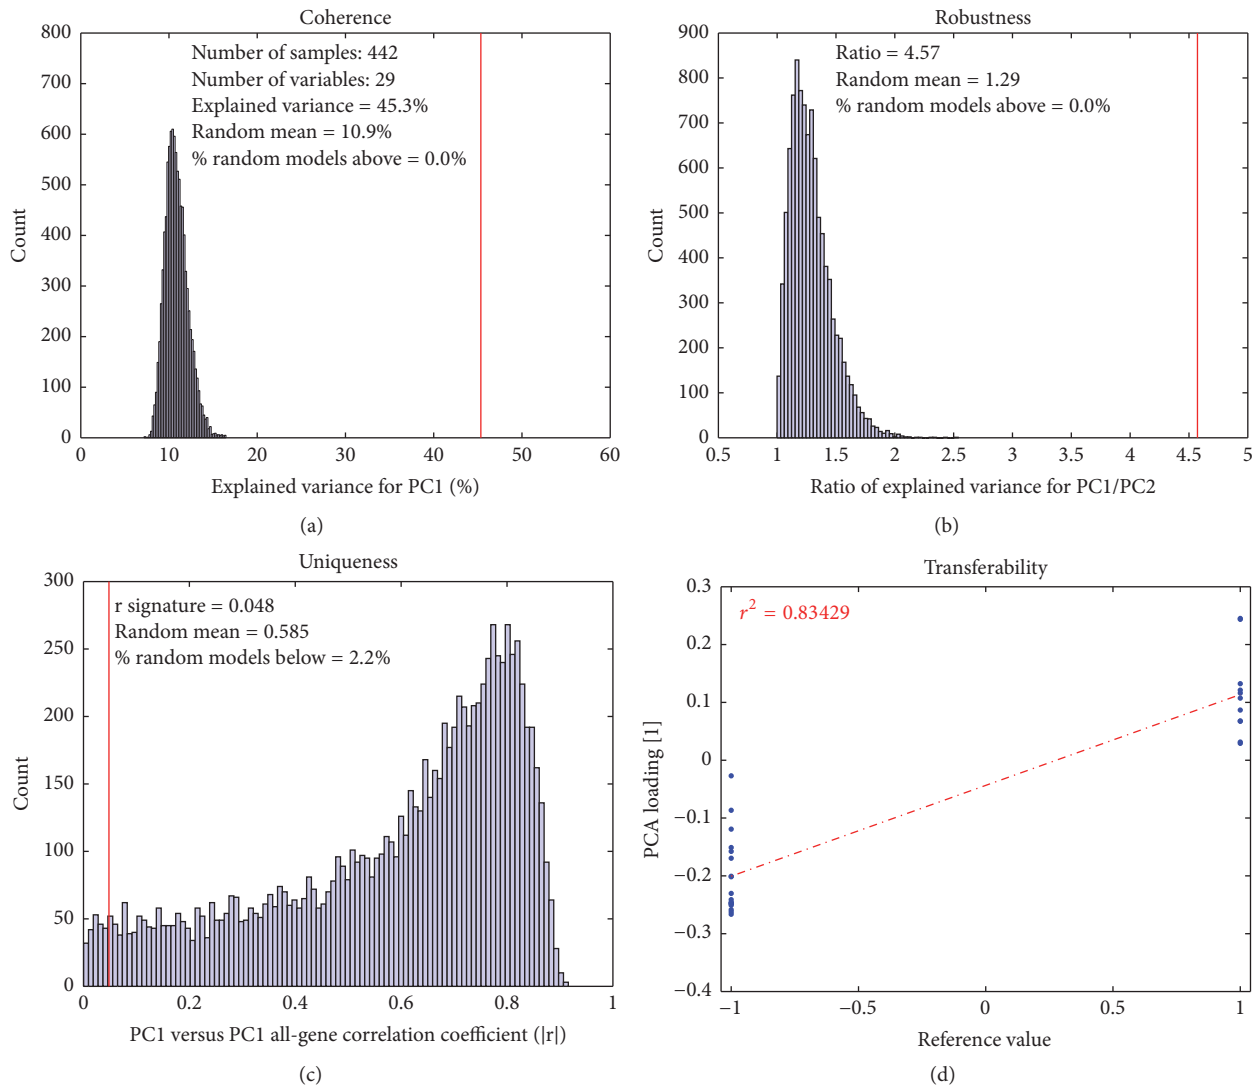 Coherence
800
700
600
500
400
300
200
100
0
Count
Number of samples: 442
Number of variables: 29
Explained variance = 45.3%
Random mean = 10.9%
% random models above = 0.0%
0 10 20 30 40 50 60
Explained variance for PC1 (%)
(a)
Robustness
900
800
700
600
500
400
300
200
100
0
Count
Ratio = 4.57
Random mean = 1.29
% random models above = 0.0%
0.5 1 1.5 2 2.5 3 3.5 4 4.5 5
Ratio of explained variance for PC1/PC2
(b)
Uniqueness
300
250
200
150
100
50
0
Count
r signature = 0.048
Random mean = 0.585
% random models below = 2.2%
0 0.2 0.4 0.6 0.8 1
PC1 versus PC1 all-gene correlation coefficient (|r|)
(c)
Transferability
0.3
0.2
0.1
0
−0.1
−0.2
−0.3
−0.4
PCA loading [1]
r² = 0.83429
−1 −0.5 0 0.5 1
Reference value
(d)